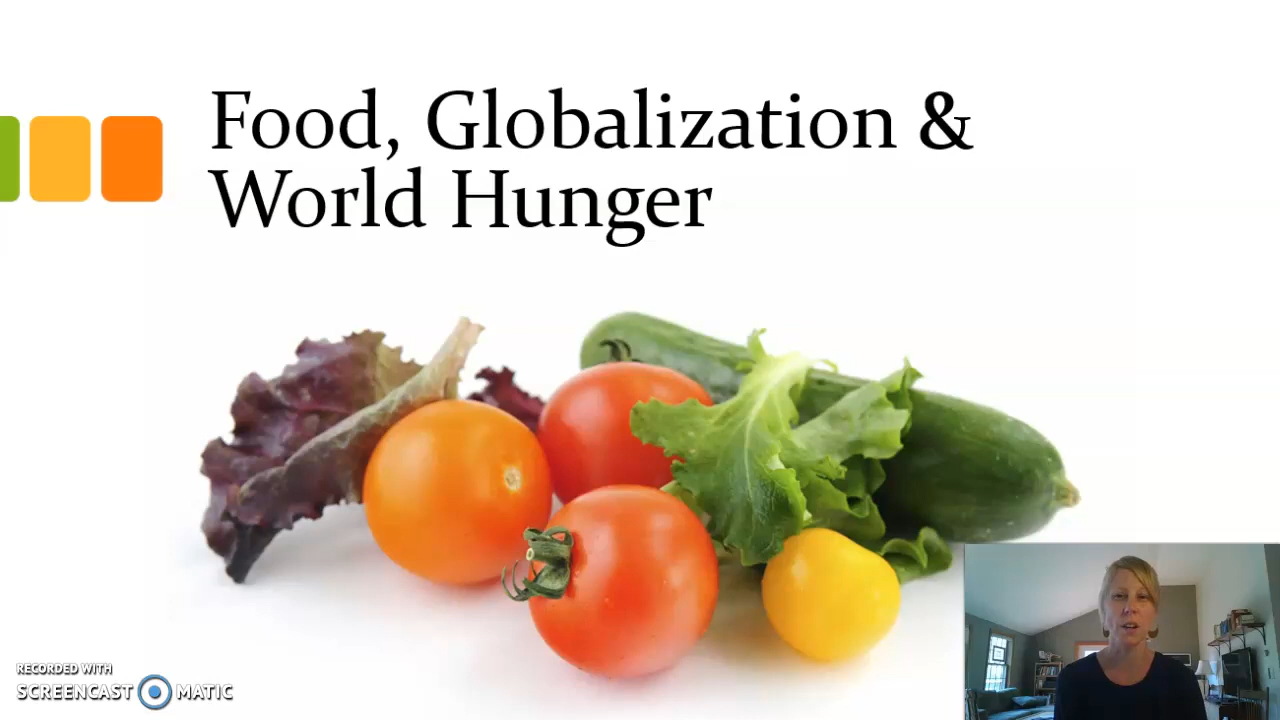 Food, Globalization &
World Hunger
RECORDED WITH
SCREENCAST MATIC